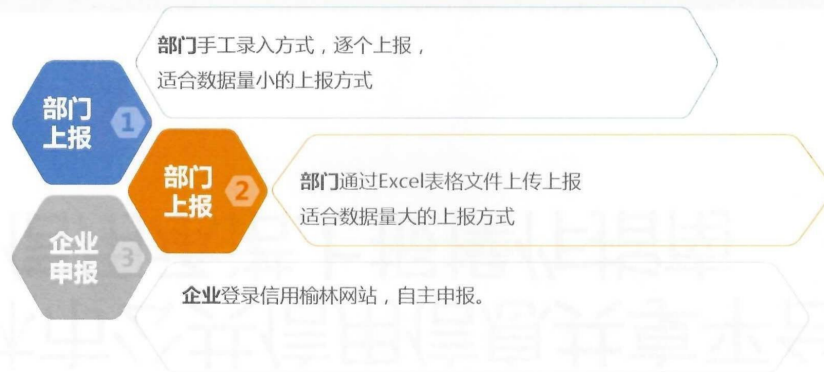 部门手工录入方式，逐个上报，
适合数据量小的上报方式
部门
上报
1
部门
上报
2
部门通过Excel表格文件上传上报
适合数据量大的上报方式
企业
申报
3
企业登录信用榆林网站，自主申报。